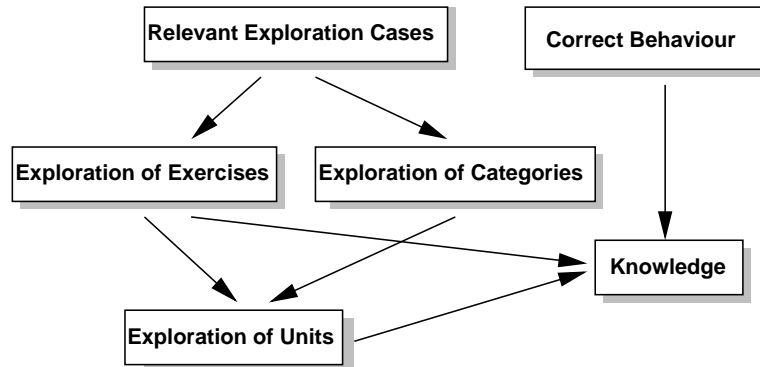 Relevant Exploration Cases
Correct Behaviour
Exploration of Exercises
Exploration of Categories
Knowledge
Exploration of Units